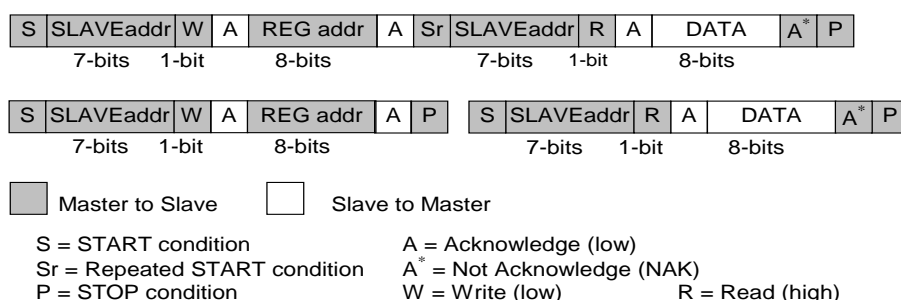 S SLAVEaddr W A REG addr A Sr SLAVEaddr R A DATA A* P
7-bits 1-bit 8-bits 7-bits 1-bit 8-bits
S SLAVEaddr W A REG addr A P S SLAVEaddr R A DATA A* P
7-bits 1-bit 8-bits 7-bits 1-bit 8-bits
Master to Slave Slave to Master
S = START condition A = Acknowledge (low)
Sr = Repeated START condition A* = Not Acknowledge (NAK)
P = STOP condition W = Write (low) R = Read (high)